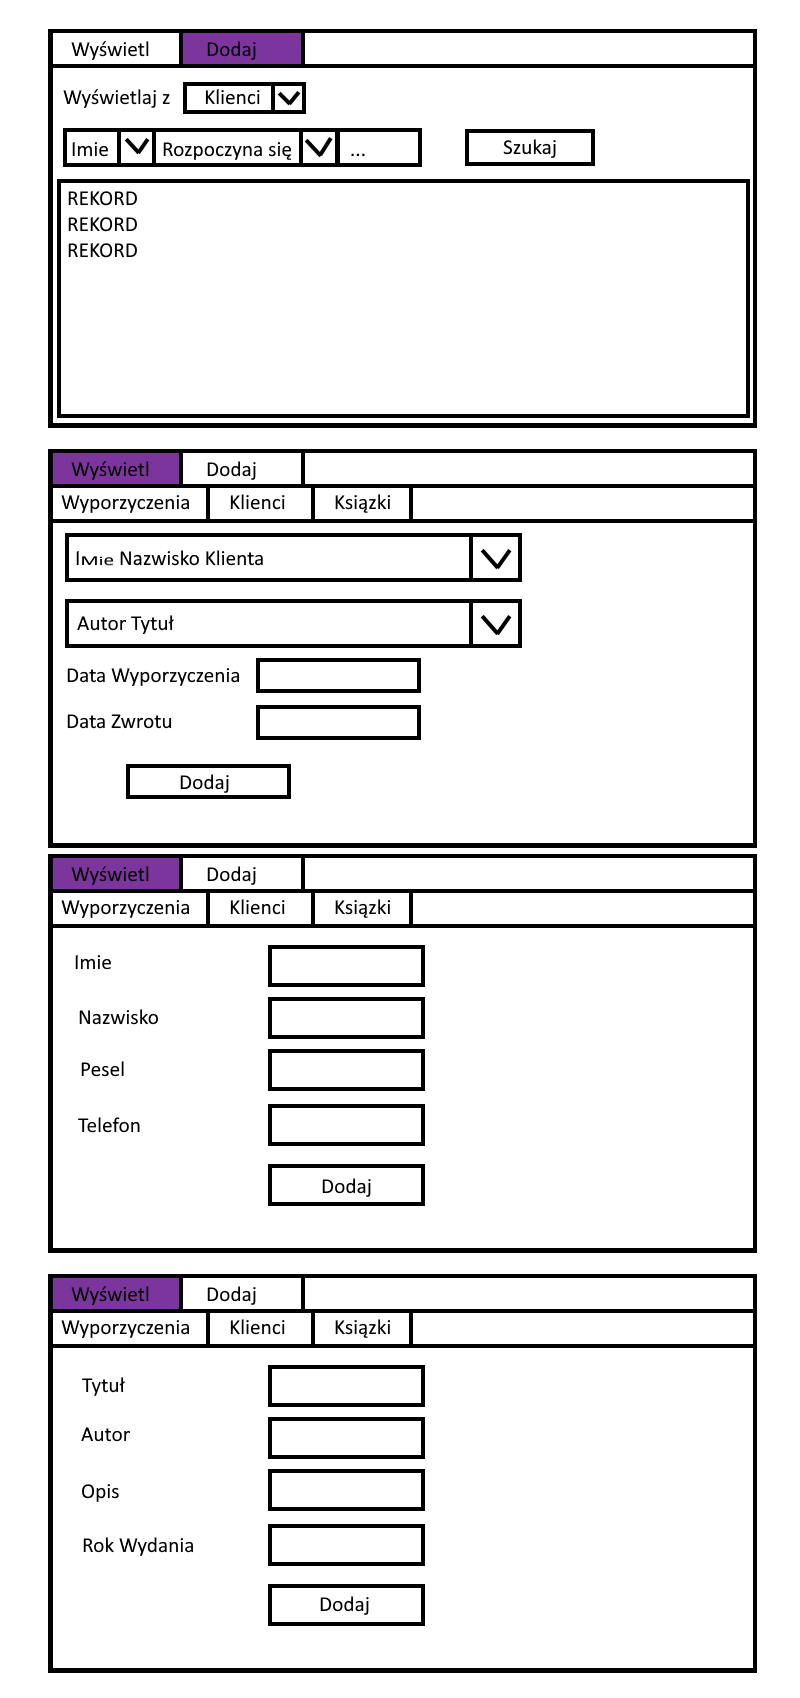 Wyświetl Dodaj
Wyświetlaj z Klienci
Imie Rozpoczyna się ... Szukaj
REKORD
REKORD
REKORD
Wyświetl Dodaj
Wyporzyczenia Klienci Ksiązki
IMie Nazwisko Klienta
Autor Tytuł
Data Wyporzyczenia
Data Zwrotu
Dodaj
Wyświetl Dodaj
Wyporzyczenia Klienci Ksiązki
Imie
Nazwisko
Pesel
Telefon
Dodaj
Wyświetl Dodaj
Wyporzyczenia Klienci Ksiązki
Tytuł
Autor
Opis
Rok Wydania
Dodaj